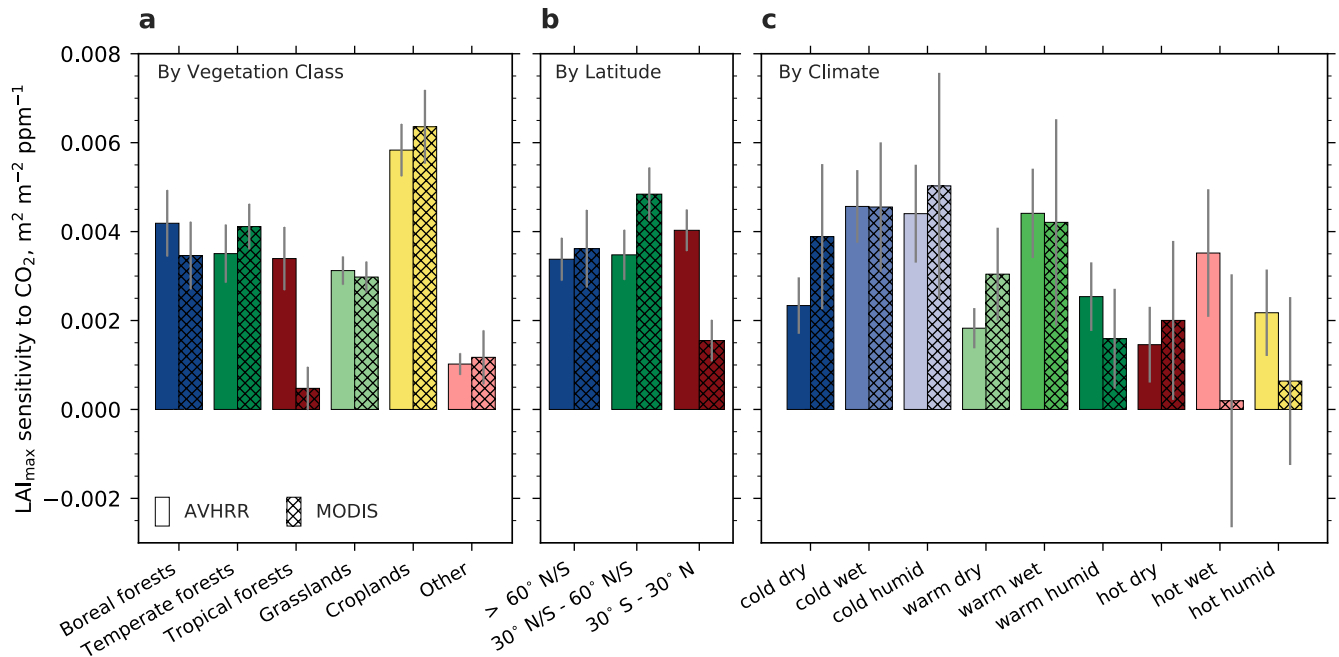 a
b
c
By Vegetation Class
By Latitude
By Climate
LAImax sensitivity to CO2, m² m⁻² ppm⁻¹
0.008
0.006
0.004
0.002
0.000
−0.002
AVHRR
MODIS
Boreal forests
Temperate forests
Tropical forests
Grasslands
Croplands
Other
> 60° N/S
30° N/S - 60° N/S
30° S - 30° N
cold dry
cold wet
cold humid
warm dry
warm wet
warm humid
hot dry
hot wet
hot humid